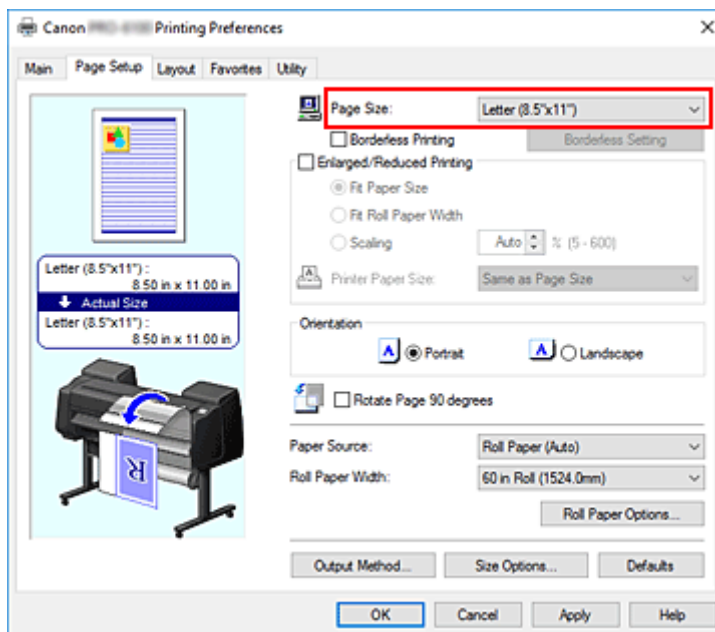 Canon Printing Preferences
Main Page Setup Layout Favorites Utility
Page Size: Letter (8.5"x11")
Borderless Printing Borderless Setting
Enlarged/Reduced Printing
Fit Paper Size
Fit Roll Paper Width
Scaling Auto % (5 - 600)
Printer Paper Size: Same as Page Size
Letter (8.5"x11") :
8.50 in x 11.00 in
Actual Size
Letter (8.5"x11") :
8.50 in x 11.00 in
Orientation
A Portrait A Landscape
Rotate Page 90 degrees
Paper Source: Roll Paper (Auto)
Roll Paper Width: 60 in Roll (1524.0mm)
Roll Paper Options...
R
Output Method... Size Options... Defaults
OK Cancel Apply Help